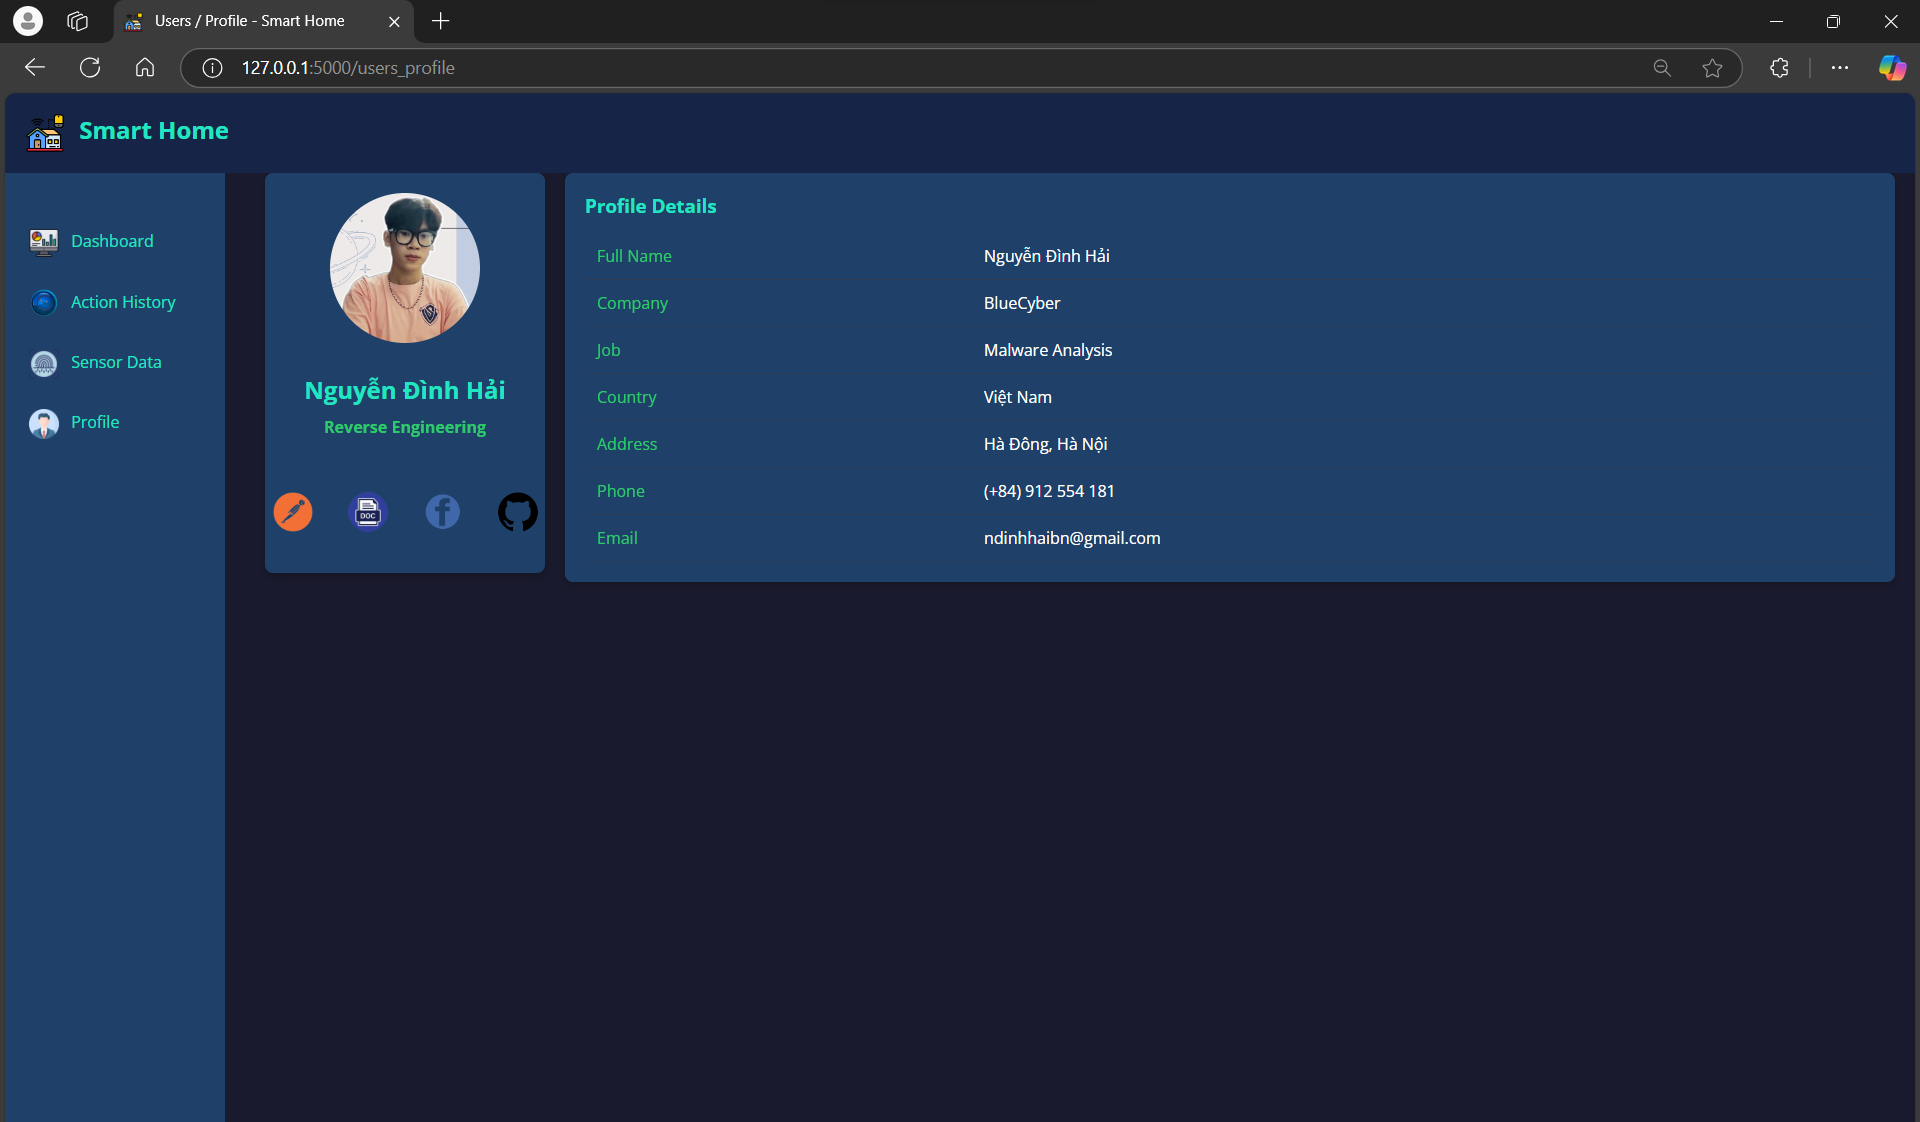 Users / Profile - Smart Home
127.0.0.1:5000/users_profile
Smart Home
Dashboard
Action History
Sensor Data
Profile
Nguyễn Đình Hải
Reverse Engineering
DOC
Profile Details
Full Name Nguyễn Đình Hải
Company BlueCyber
Job Malware Analysis
Country Việt Nam
Address Hà Đông, Hà Nội
Phone (+84) 912 554 181
Email ndinhhaibn@gmail.com